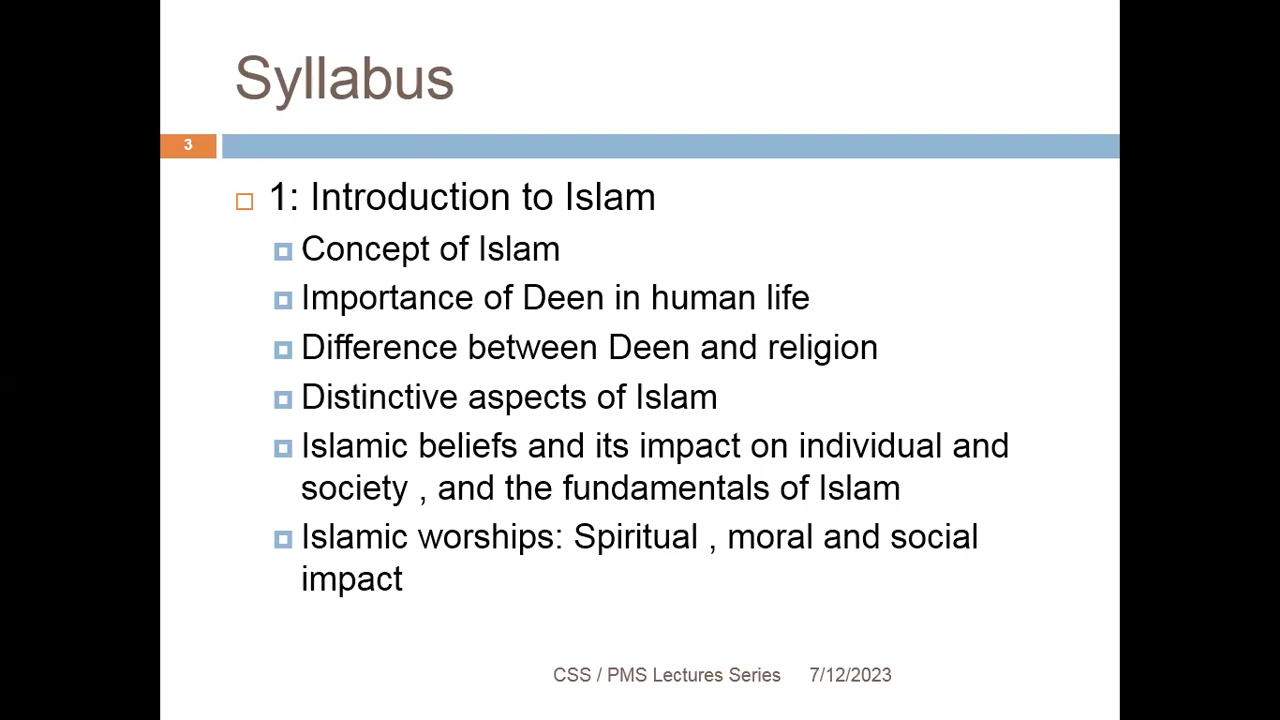 Syllabus
3
1: Introduction to Islam
Concept of Islam
Importance of Deen in human life
Difference between Deen and religion
Distinctive aspects of Islam
Islamic beliefs and its impact on individual and
society , and the fundamentals of Islam
Islamic worships: Spiritual , moral and social
impact
CSS / PMS Lectures Series 7/12/2023